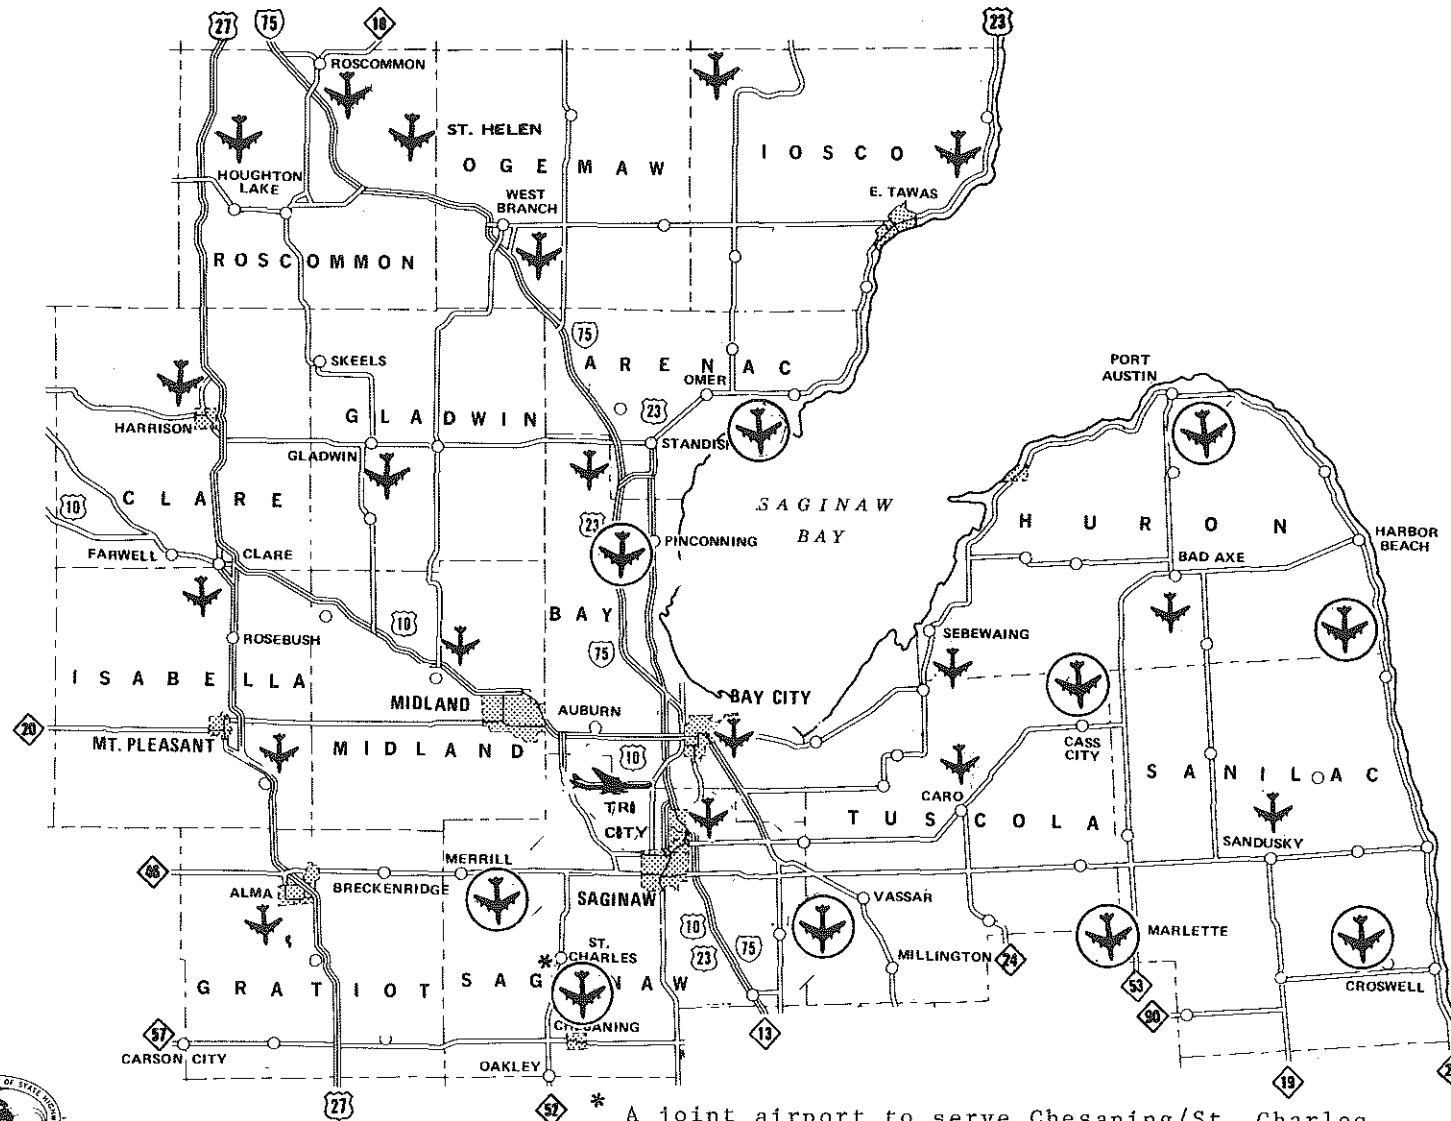 27
75
18
23
ROSCOMMON
ST. HELEN
OGEMAW
IOSCO
HOUGHTON
LAKE
WEST
BRANCH
E. TAWAS
ROSCOMMON
75
ARENAC
SKEELS
OMER
PORT
AUSTIN
GLADWIN
23
HARRISON
GLADWIN
STANDISH
CLARE
10
SAGINAW
BAY
HURON
23
PINCONNING
HARBOR
BEACH
FARWELL
CLARE
BAD AXE
10
BAY
ROSEBUSH
75
SEBEWAING
ISABELLA
MIDLAND
BAY CITY
AUBURN
20
MT. PLEASANT
MIDLAND
10
CASS
CITY
SANILAC
TRI
CITY
CARO
TUSCOLA
SANDUSKY
46
MERRILL
ALMA
BRECKENRIDGE
SAGINAW
VASSAR
10
23
75
MARLETTE
ST.
CHARLES
*
MILLINGTON
24
GRATIOT
SAGINAW
53
CROSWELL
90
57
CHESANING
13
CARSON CITY
OAKLEY
27
52
19
OF STATE HIGHW
* A joint airport to serve Chesaning/St. Charles